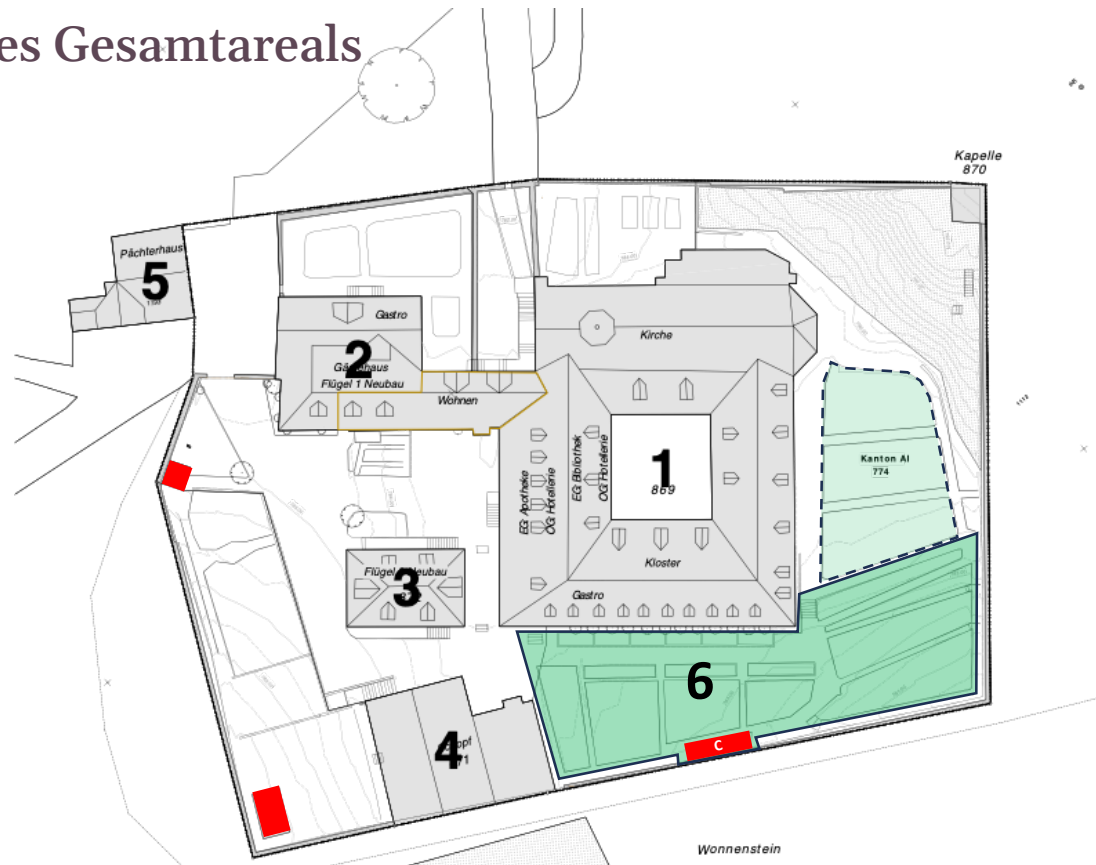 es Gesamtareals
Kapelle
870
Pächterhaus
5
Gastro
2
Flügel 1 Neubau
Wohnen
Kirche
EG: Apotheke
OG: Hotellerie
EG: Bibliothek
OG: Hotellerie
1
869
Kloster
Gastro
Kanton AI
774
3
4
6
C
Wonnenstein